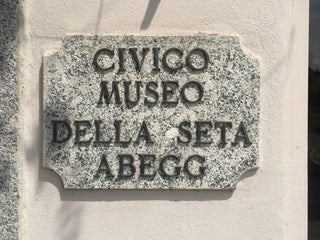 CIVICO
MUSEO
DELLA SETA
ABEGG